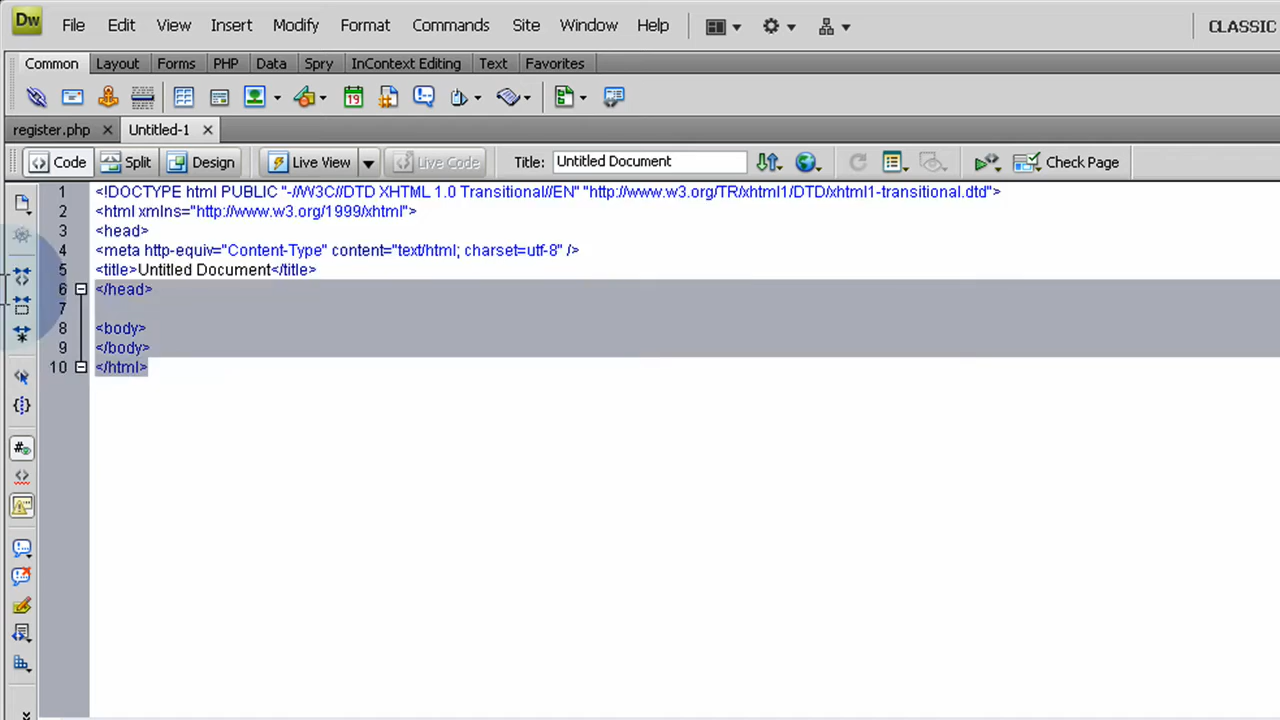 Dw File Edit View Insert Modify Format Commands Site Window Help CLASSIC
Common Layout Forms PHP Data Spry InContext Editing Text Favorites
register.php × Untitled-1 ×
Code Split Design Live View Live Code Title: Untitled Document Check Page
1 <!DOCTYPE html PUBLIC "-//W3C//DTD XHTML 1.0 Transitional//EN" "http://www.w3.org/TR/xhtml1/DTD/xhtml1-transitional.dtd">
2 <html xmlns="http://www.w3.org/1999/xhtml">
3 <head>
4 <meta http-equiv="Content-Type" content="text/html; charset=utf-8" />
5 <title>Untitled Document</title>
6 </head>
7
8 <body>
9 </body>
10 </html>